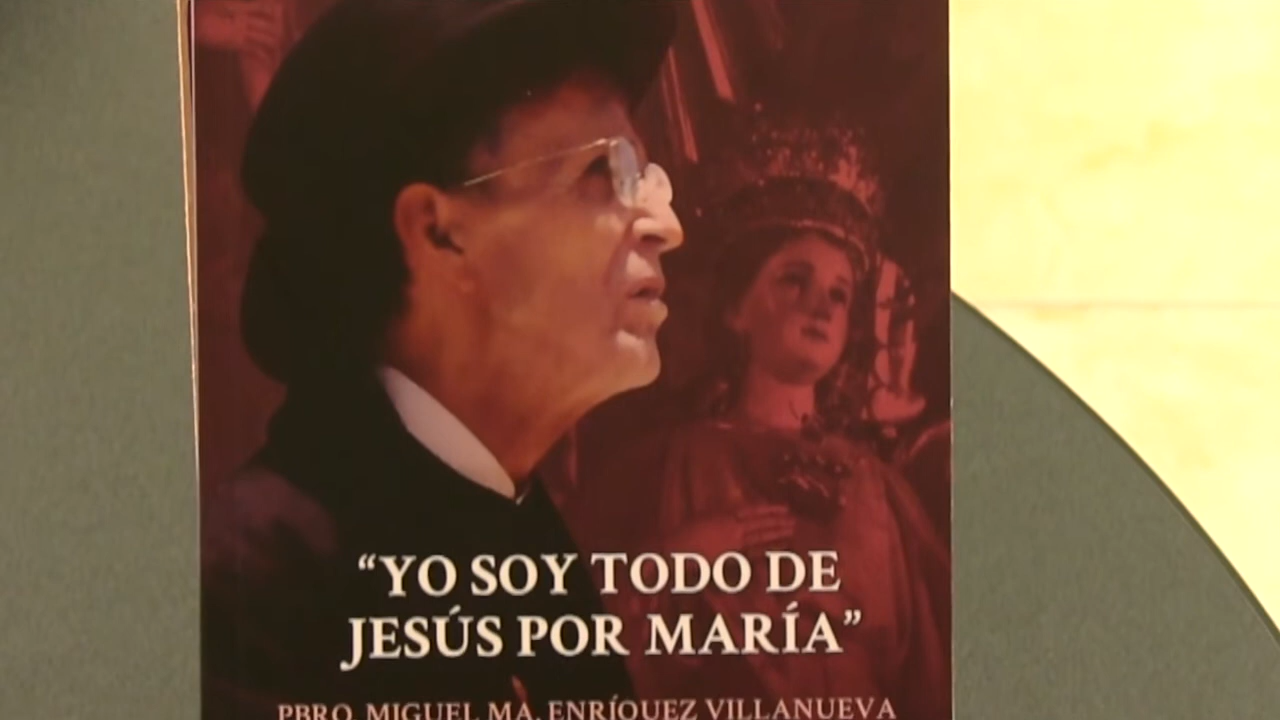 “YO SOY TODO DE
JESÚS POR MARÍA”
PBRO. MIGUEL MA. ENRÍQUEZ VILLANUEVA